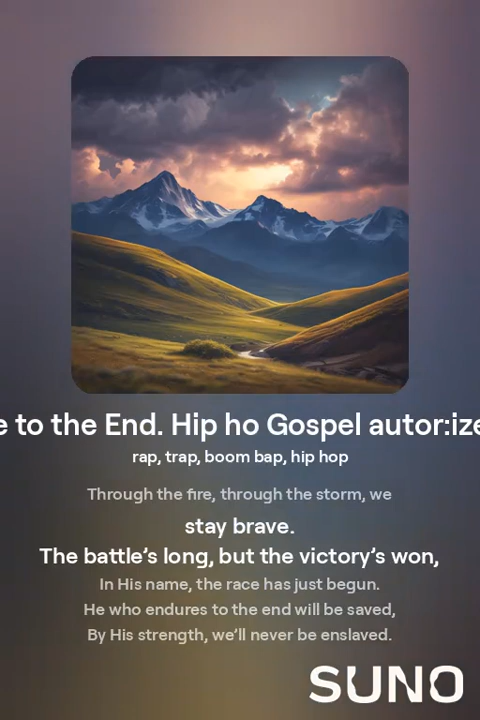 e to the End. Hip ho Gospel autor:ize
rap, trap, boom bap, hip hop
Through the fire, through the storm, we
stay brave.
The battle’s long, but the victory’s won,
In His name, the race has just begun.
He who endures to the end will be saved,
By His strength, we’ll never be enslaved.
SUNO